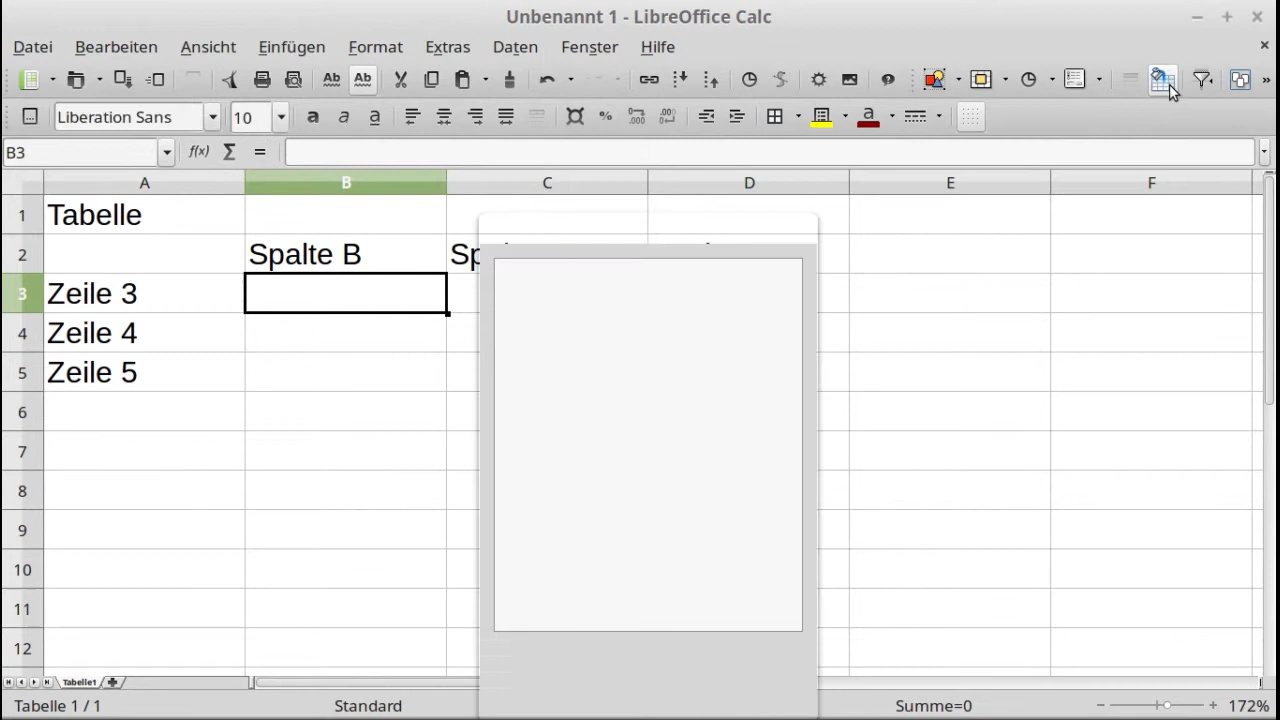 Unbenannt 1 - LibreOffice Calc
Datei Bearbeiten Ansicht Einfügen Format Extras Daten Fenster Hilfe
Liberation Sans 10
B3
A B C D E F
1 Tabelle
2 Spalte B
3 Zeile 3
4 Zeile 4
5 Zeile 5
6
7
8
9
10
11
12
Tabelle1
Tabelle 1 / 1 Standard Summe=0 172%